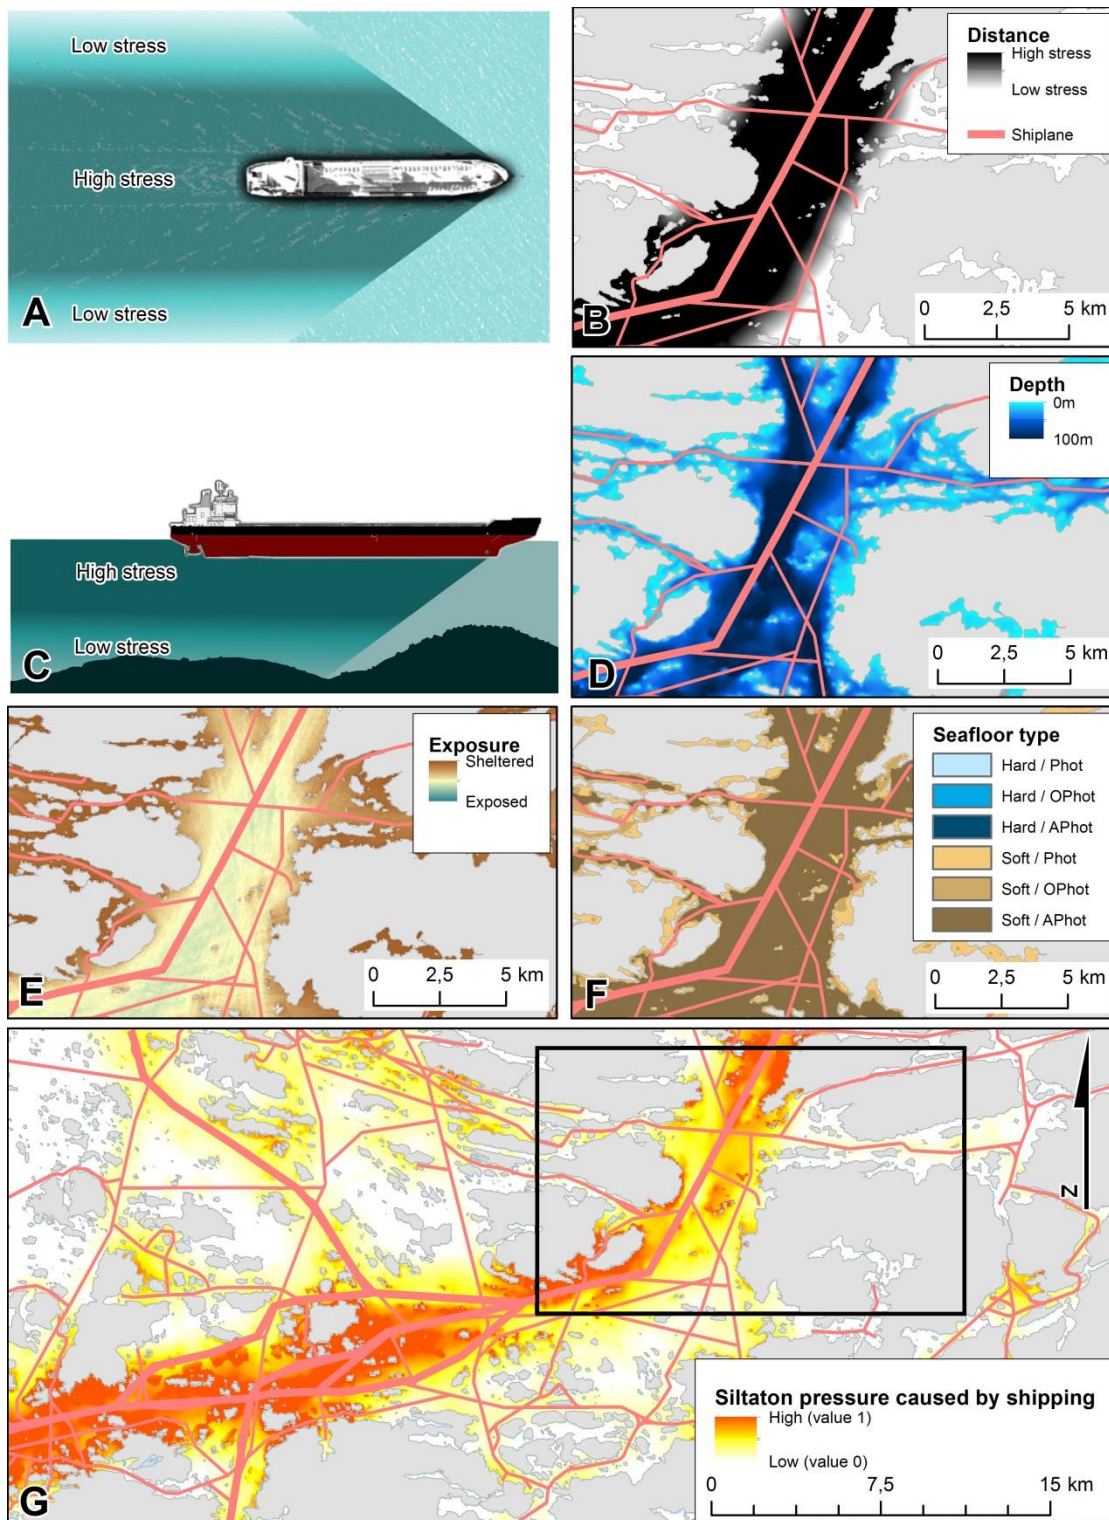 Low stress
High stress
Low stress
A
Distance
High stress
Low stress
Shiplane
0 2,5 5 km
B
High stress
Low stress
C
Depth
0m
100m
0 2,5 5 km
D
Exposure
Sheltered
Exposed
0 2,5 5 km
E
Seafloor type
Hard / Phot
Hard / OPhot
Hard / APhot
Soft / Phot
Soft / OPhot
Soft / APhot
0 2,5 5 km
F
N
Siltaton pressure caused by shipping
High (value 1)
Low (value 0)
0 7,5 15 km
G